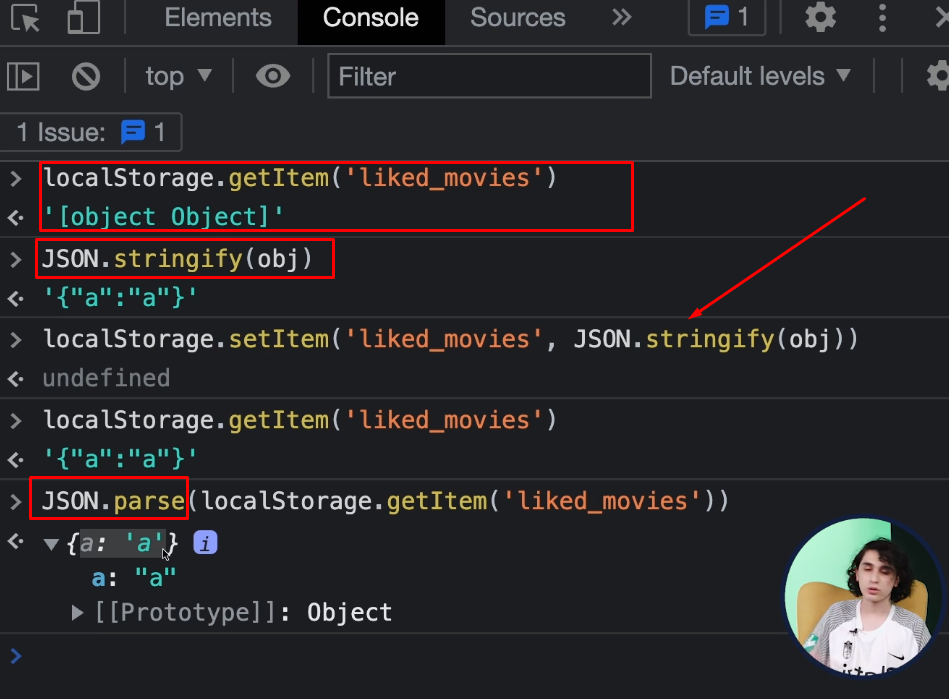 Elements Console Sources 1
top Filter Default levels
1 Issue: 1
localStorage.getItem('liked_movies')
'[object Object]'
JSON.stringify(obj)
'{"a":"a"}'
localStorage.setItem('liked_movies', JSON.stringify(obj))
undefined
localStorage.getItem('liked_movies')
'{"a":"a"}'
JSON.parse(localStorage.getItem('liked_movies'))
{a: 'a'} i
a: "a"
[[Prototype]]: Object